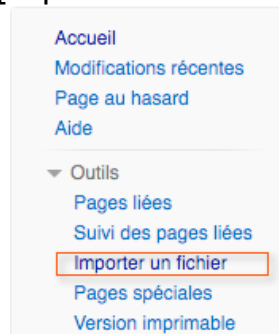 Accueil
Modifications récentes
Page au hasard
Aide
Outils
Pages liées
Suivi des pages liées
Importer un fichier
Pages spéciales
Version imprimable